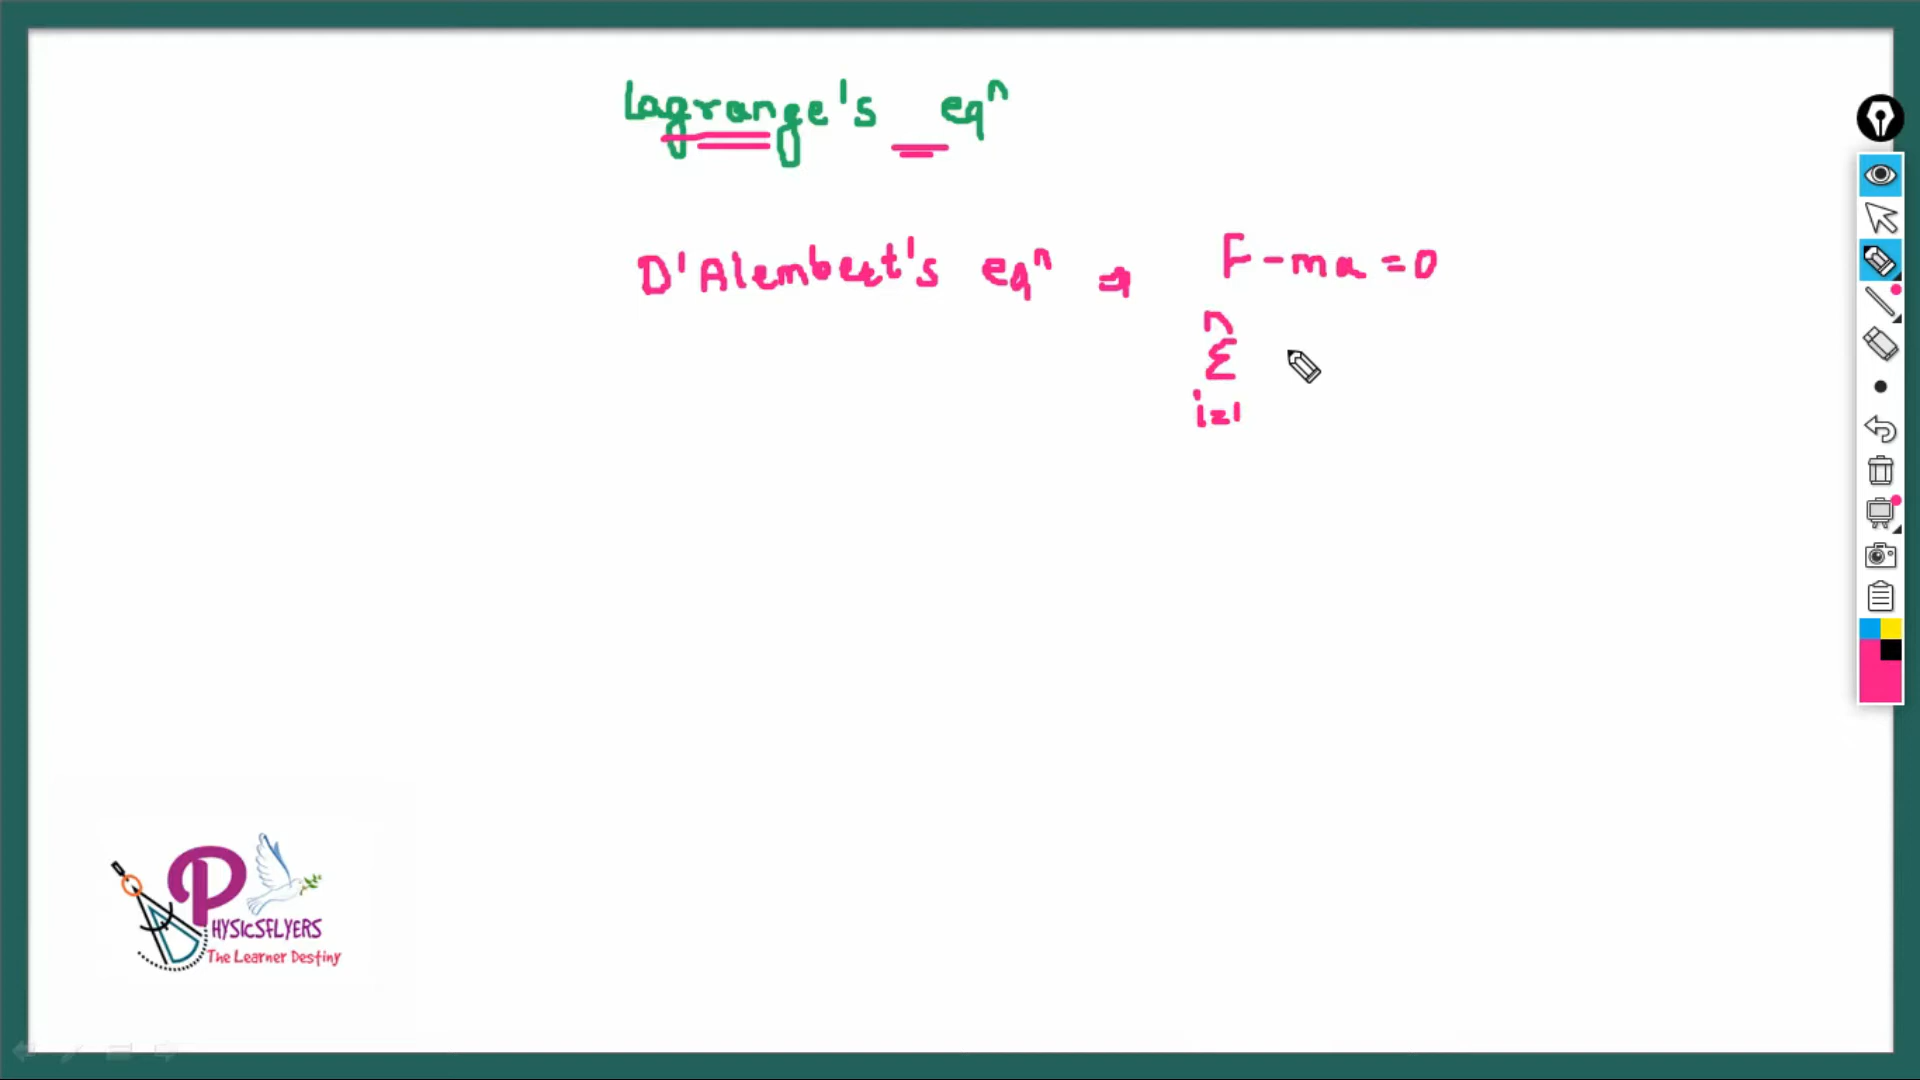 Lagrange's eqⁿ
D'Alembert's eqⁿ ⇒ F - ma = 0
n
Σ
i=1
PHYSICSFLYERS
The Learner Destiny